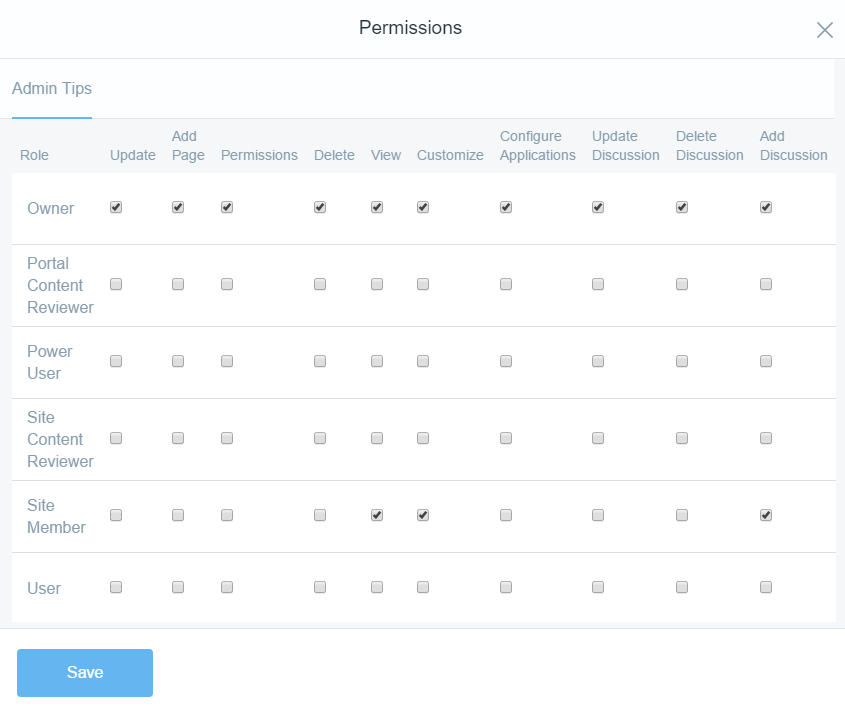 Permissions
Admin Tips
Role Update Add Page Permissions Delete View Customize Configure Applications Update Discussion Delete Discussion Add Discussion
Owner
Portal
Content
Reviewer
Power
User
Site
Content
Reviewer
Site
Member
User
Save